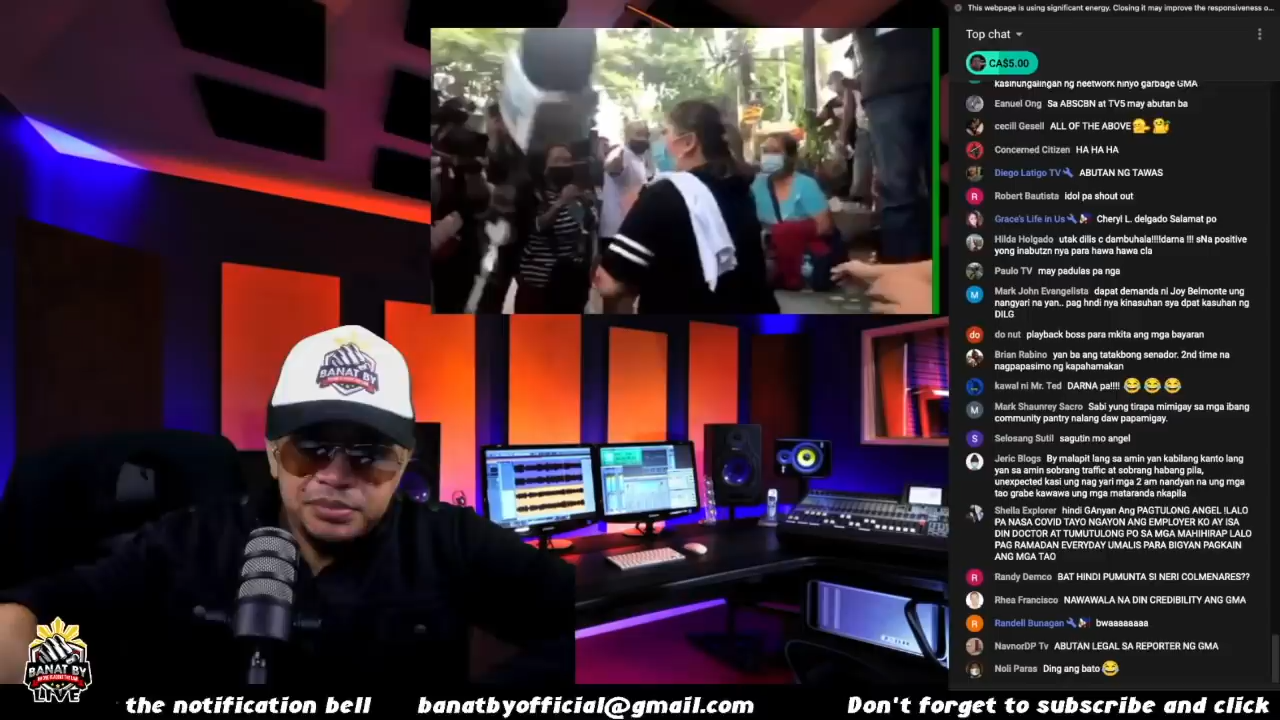 This webpage is using significant energy. Closing it may improve the responsiveness o...
Top chat
CA$5.00
kasinungalingan ng neetwork ninyo garbage GMA
Eanuel Ong Sa ABSCBN at TV5 may abutan ba
cecill Gesell ALL OF THE ABOVE
Concerned Citizen HA HA HA
Diego Latigo TV ABUTAN NG TAWAS
R
Robert Bautista idol pa shout out
Grace's Life in Us Cheryl L. delgado Salamat po
Hilda Holgado utak dilis c dambuhala!!!!darna !!! sNa positive
yong inabutzn nya para hawa hawa cla
Paulo TV may padulas pa nga
M
Mark John Evangelista dapat demanda ni Joy Belmonte ung
nangyari na yan.. pag hndi nya kinasuhan sya dpat kasuhan ng
DILG
do
do nut playback boss para mkita ang mga bayaran
Brian Rabino yan ba ang tatakbong senador. 2nd time na
nagpapasimo ng kapahamakan
kawal ni Mr. Ted DARNA pa!!!!
M
Mark Shaunrey Sacro Sabi yung tirapa mimigay sa mga ibang
community pantry nalang daw papamigay.
S
Selosang Sutil sagutin mo angel
Jeric Blogs By malapit lang sa amin yan kabilang kanto lang
yan sa amin sobrang traffic at sobrang habang pila,
unexpected kasi ung nag yari mga 2 am nandyan na ung mga
tao grabe kawawa ung mga mataranda nkapila
Sheila Explorer hindi GAnyan Ang PAGTULONG ANGEL !LALO
PA NASA COVID TAYO NGAYON ANG EMPLOYER KO AY ISA
DIN DOCTOR AT TUMUTULONG PO SA MGA MAHIHIRAP LALO
PAG RAMADAN EVERYDAY UMALIS PARA BIGYAN PAGKAIN
ANG MGA TAO
R
Randy Demco BAT HINDI PUMUNTA SI NERI COLMENARES??
Rhea Francisco NAWAWALA NA DIN CREDIBILITY ANG GMA
R
Randell Bunagan bwaaaaaaaa
NavnorDP Tv ABUTAN LEGAL SA REPORTER NG GMA
Noli Paras Ding ang bato
BANAT BY
BANAT BY
LIVE
the notification bell banatbyofficial@gmail.com Don't forget to subscribe and click